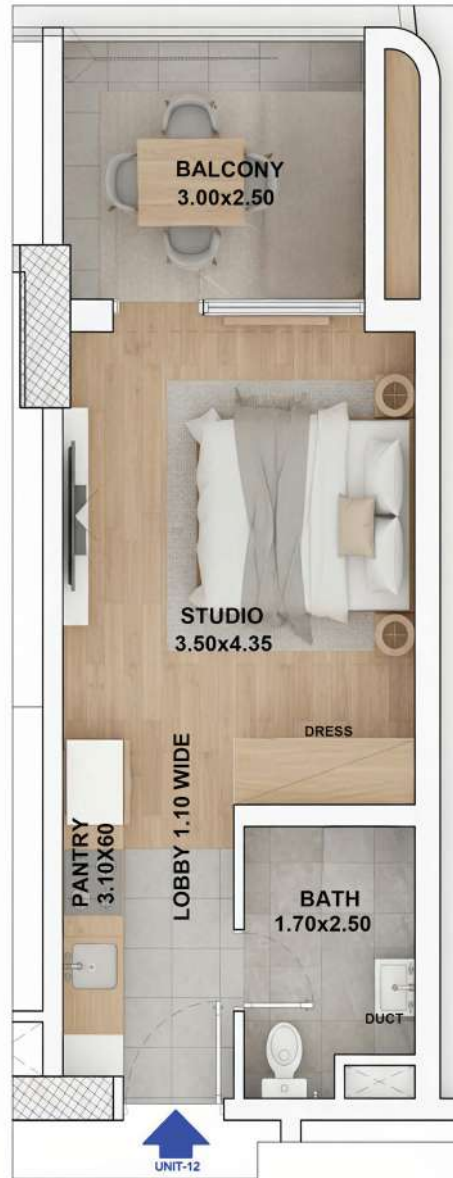 BALCONY
3.00x2.50
STUDIO
3.50x4.35
DRESS
LOBBY 1.10 WIDE
PANTRY
3.10X60
BATH
1.70x2.50
DUCT
UNIT-12